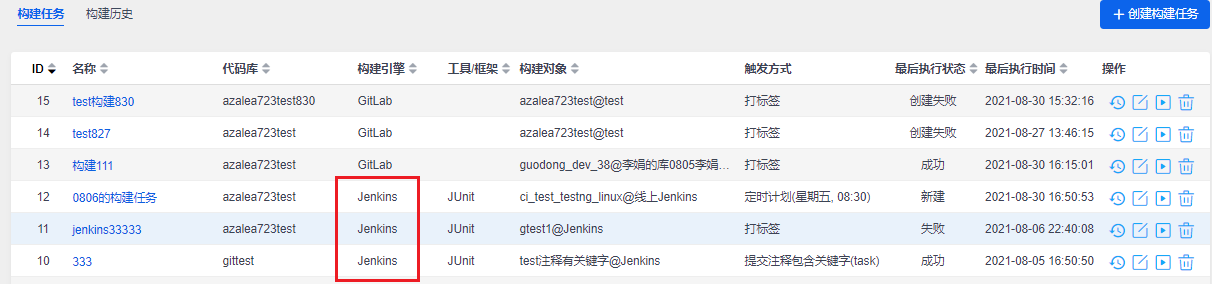 构建任务 构建历史 + 创建构建任务
ID 名称 代码库 构建引擎 工具/框架 构建对象 触发方式 最后执行状态 最后执行时间 操作
15 test构建830 azalea723test830 GitLab azalea723test@test 打标签 创建失败 2021-08-30 15:32:16
14 test827 azalea723test GitLab azalea723test@test 打标签 创建失败 2021-08-27 13:46:15
13 构建111 azalea723test GitLab guodong_dev_38@李娟的库0805李娟... 打标签 成功 2021-08-30 16:15:01
12 0806的构建任务 azalea723test Jenkins JUnit ci_test_testng_linux@线上Jenkins 定时计划(星期五, 08:30) 新建 2021-08-30 16:50:53
11 jenkins33333 azalea723test Jenkins JUnit gtest1@Jenkins 打标签 失败 2021-08-06 22:40:08
10 333 gittest Jenkins JUnit test注释有关键字@Jenkins 提交注释包含关键字(task) 成功 2021-08-05 16:50:50